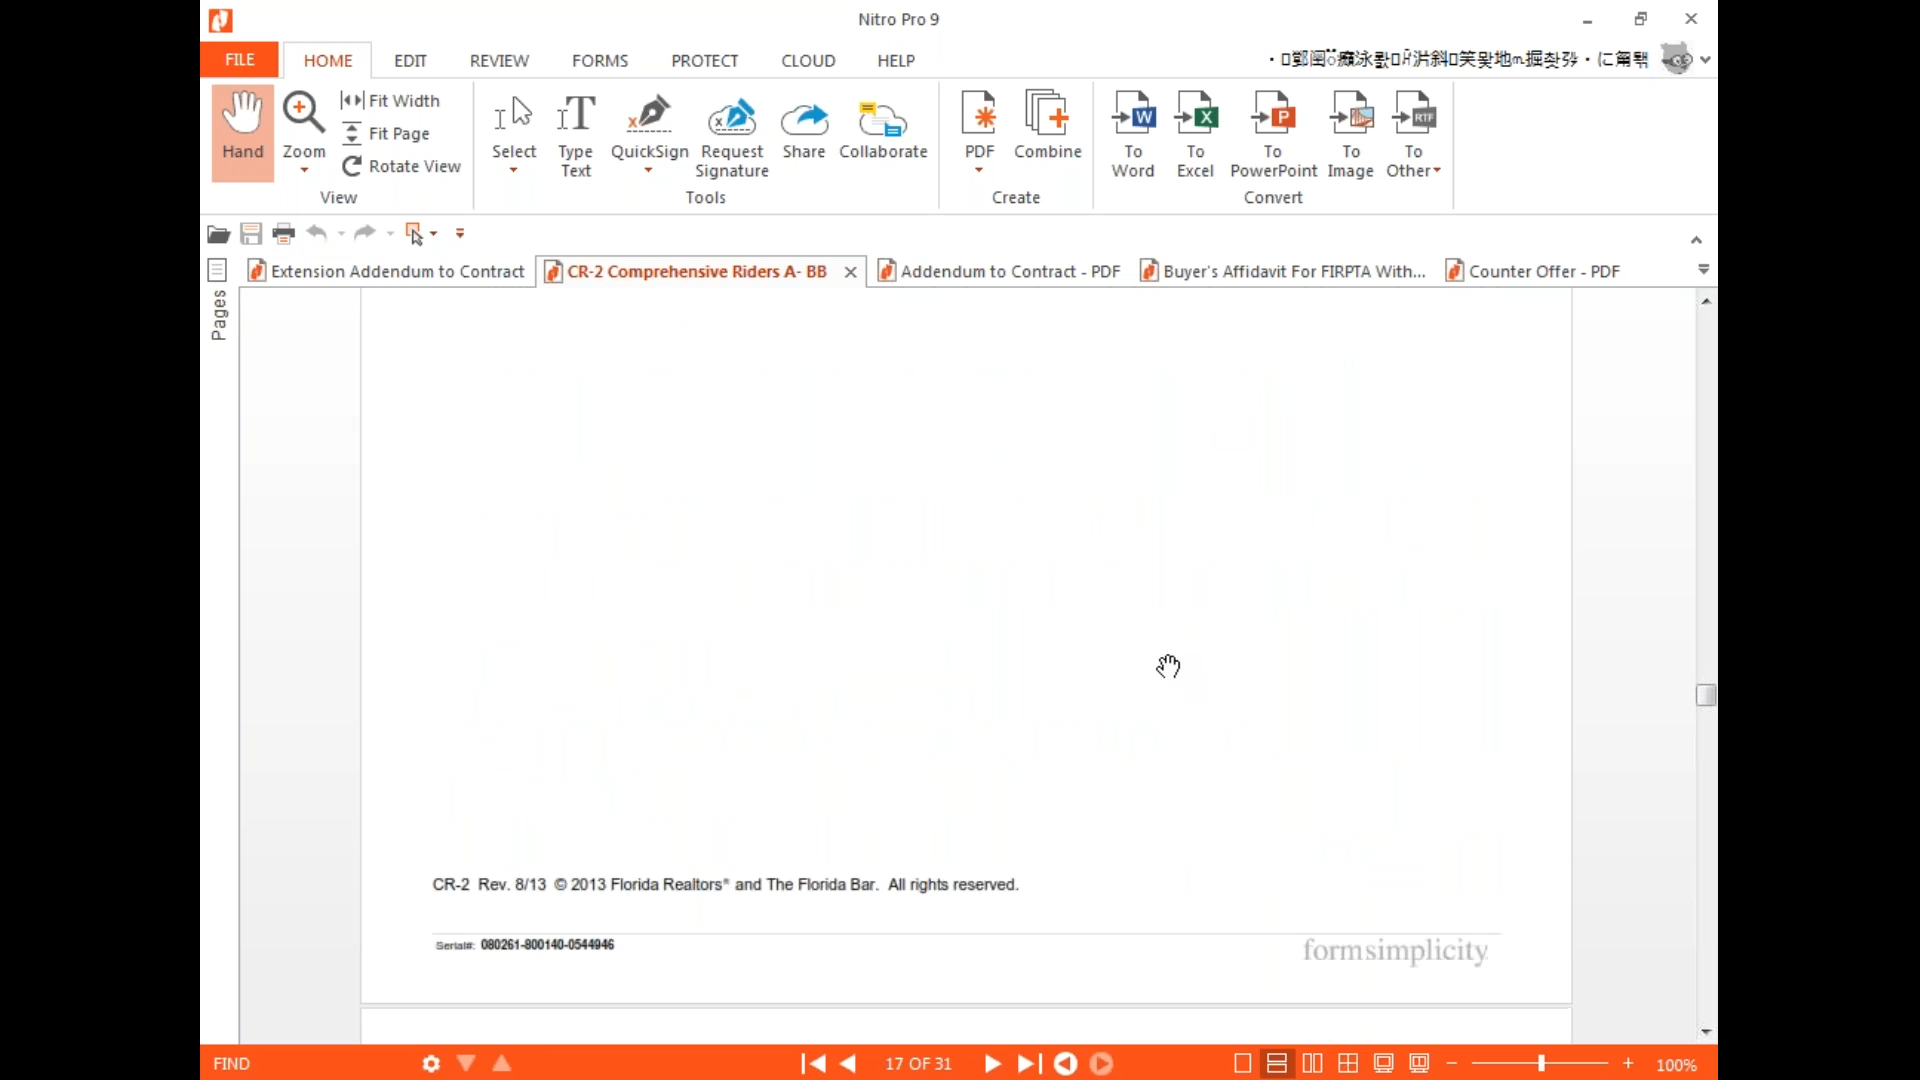 Nitro Pro 9
FILE HOME EDIT REVIEW FORMS PROTECT CLOUD HELP
Hand
Zoom
Fit Width
Fit Page
Rotate View
View
Select
Type Text
QuickSign
Request Signature
Share
Collaborate
Tools
PDF
Combine
Create
To Word
To Excel
To PowerPoint
To Image
To Other
Convert
Extension Addendum to Contract
CR-2 Comprehensive Riders A- BB
Addendum to Contract - PDF
Buyer's Affidavit For FIRPTA With...
Counter Offer - PDF
Pages
CR-2 Rev. 8/13 © 2013 Florida Realtors® and The Florida Bar. All rights reserved.
Serial#: 080261-800140-0544946
formsimplicity
FIND
17 OF 31
100%